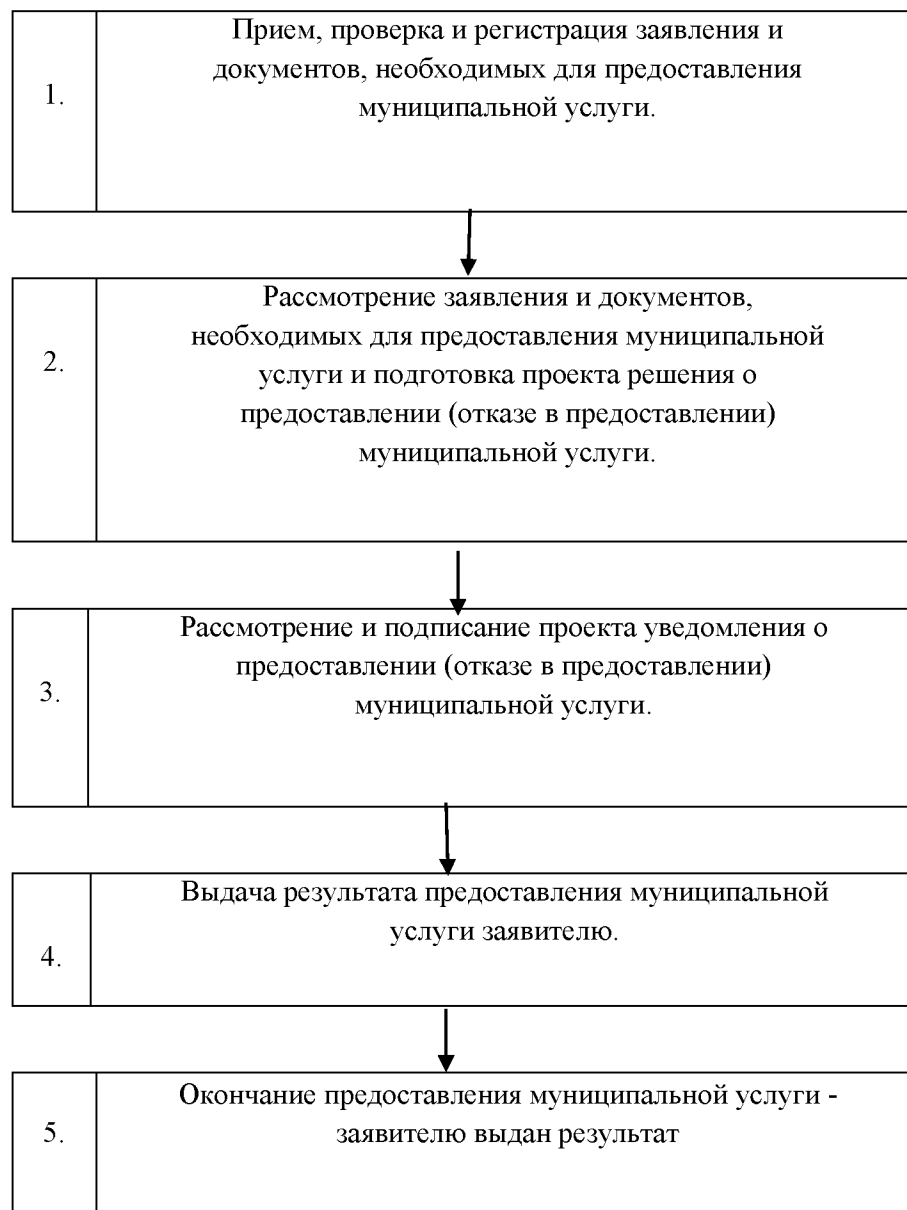 Прием, проверка и регистрация заявления и
документов, необходимых для предоставления
1.
муниципальной услуги.
Рассмотрение заявления и документов,
необходимых для предоставления муниципальной
2.
услуги и подготовка проекта решения о
предоставлении (отказе в предоставлении)
муниципальной услуги.
Рассмотрение и подписание проекта уведомления о
предоставлении (отказе в предоставлении)
3.
муниципальной услуги.
Выдача результата предоставления муниципальной
услуги заявителю.
4.
Окончание предоставления муниципальной услуги -
5.
заявителю выдан результат